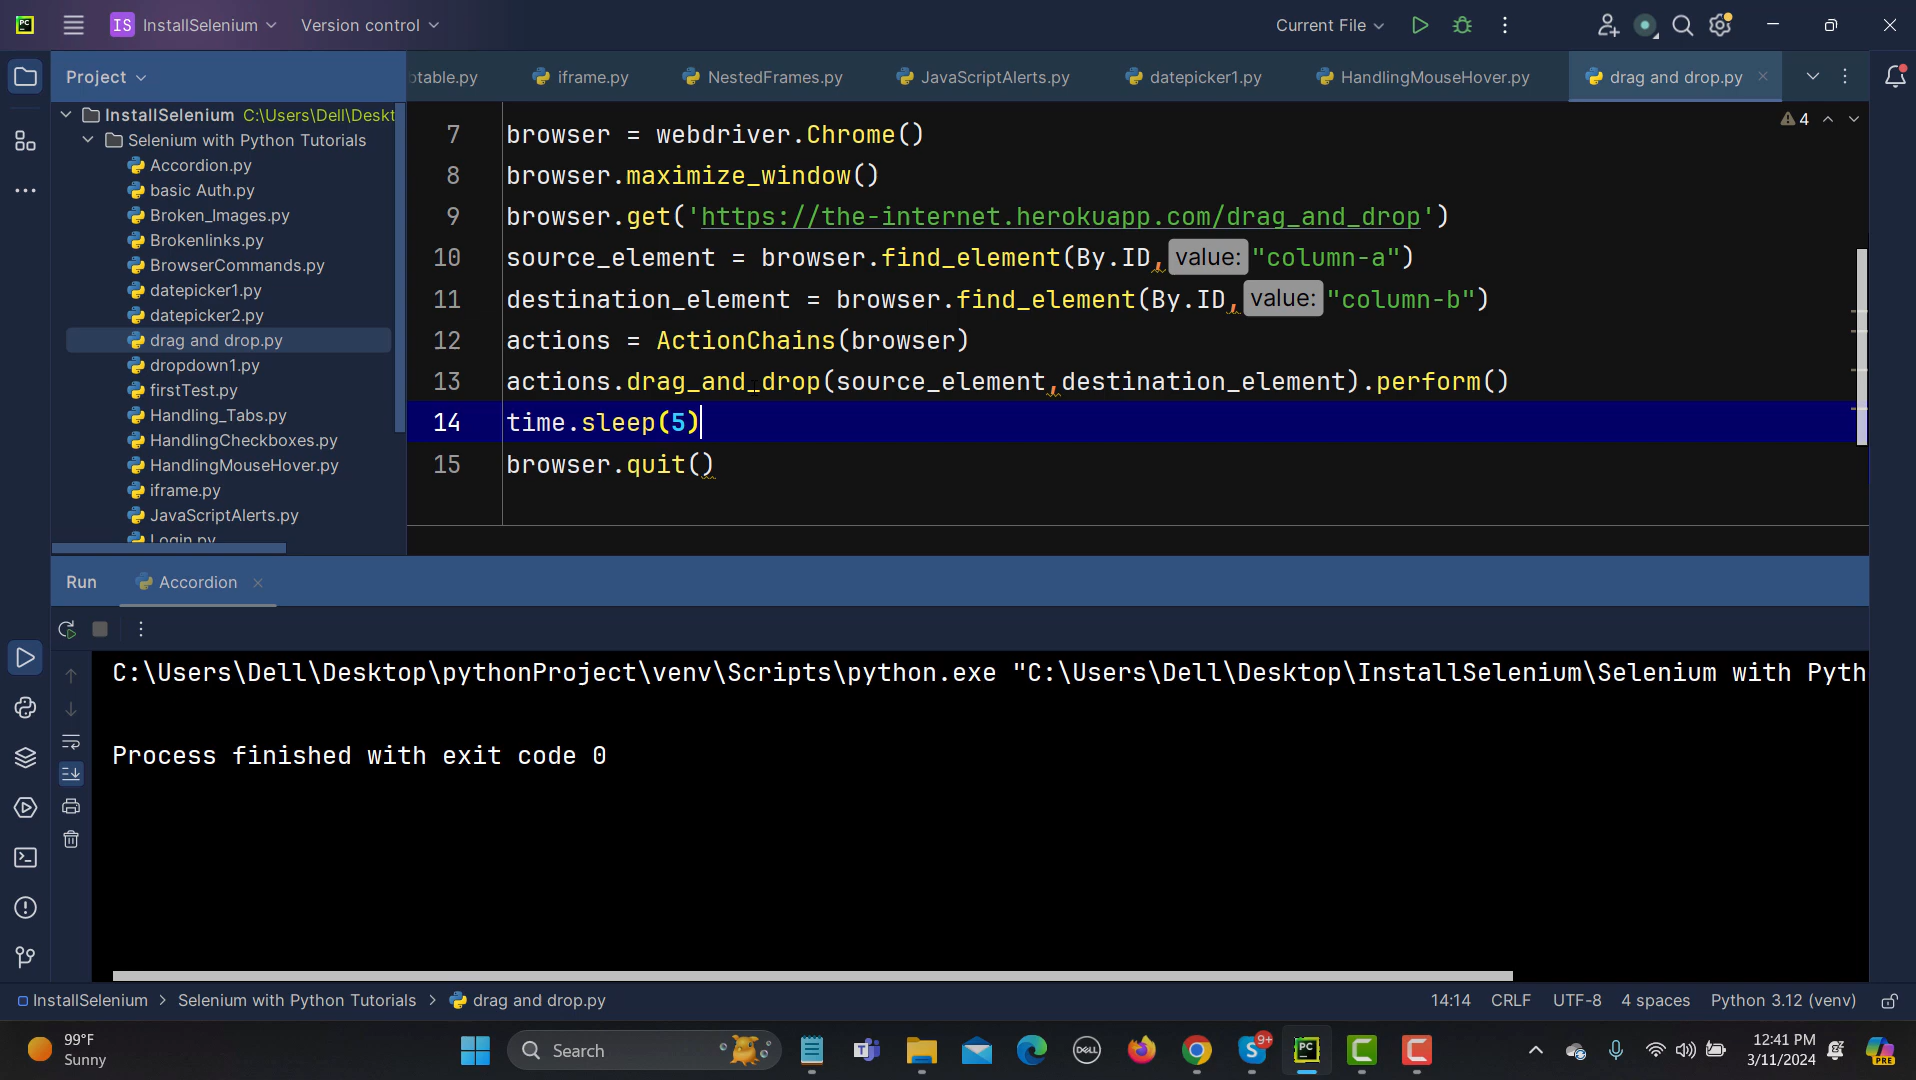 PC
IS InstallSelenium
Version control
Current File
Project
otable.py
iframe.py
NestedFrames.py
JavaScriptAlerts.py
datepicker1.py
HandlingMouseHover.py
drag and drop.py
InstallSelenium C:\Users\Dell\Deskt
Selenium with Python Tutorials
Accordion.py
basic Auth.py
Broken_Images.py
Brokenlinks.py
BrowserCommands.py
datepicker1.py
datepicker2.py
drag and drop.py
dropdown1.py
firstTest.py
Handling_Tabs.py
HandlingCheckboxes.py
HandlingMouseHover.py
iframe.py
JavaScriptAlerts.py
Login.py
4
7 browser = webdriver.Chrome()
8 browser.maximize_window()
9 browser.get('https://the-internet.herokuapp.com/drag_and_drop')
10 source_element = browser.find_element(By.ID, value: "column-a")
11 destination_element = browser.find_element(By.ID, value: "column-b")
12 actions = ActionChains(browser)
13 actions.drag_and_drop(source_element,destination_element).perform()
14 time.sleep(5)
15 browser.quit()
Run Accordion
C:\Users\Dell\Desktop\pythonProject\venv\Scripts\python.exe "C:\Users\Dell\Desktop\InstallSelenium\Selenium with Pyth
Process finished with exit code 0
InstallSelenium > Selenium with Python Tutorials > drag and drop.py
14:14 CRLF UTF-8 4 spaces Python 3.12 (venv)
99°F
Sunny
Search
DELL
9+
PC
12:41 PM
3/11/2024
PRE